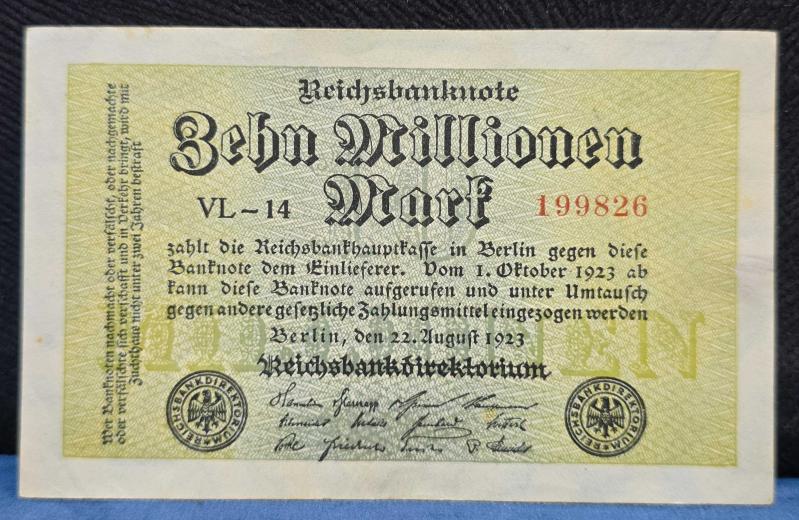 Reichsbanknote
Zehn Millionen
Mark
VL-14
199826
zahlt die Reichsbankhauptkasse in Berlin gegen diese
Banknote dem Einlieferer. Vom 1. Oktober 1923 ab
kann diese Banknote aufgerufen und unter Umtausch
gegen andere gesetzliche Zahlungsmittel eingezogen werden
Berlin, den 22. August 1923
Reichsbankdirektorium
REICHSBANKDIREKTORIUM
REICHSBANKDIREKTORIUM
Wer Banknoten nachmacht oder verfälscht, oder nachgemachte
oder verfälschte sich verschafft und in Verkehr bringt, wird mit
Zuchthaus nicht unter zwei Jahren bestraft